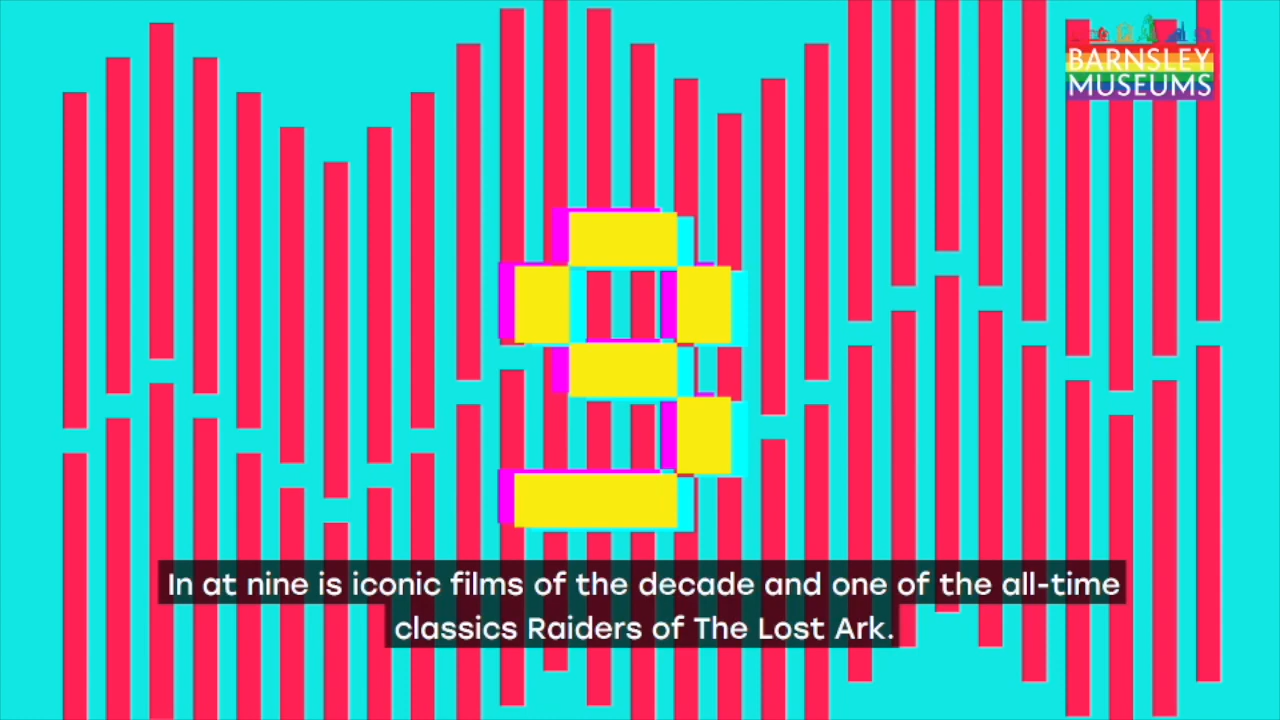 BARNSLEY
MUSEUMS
9
In at nine is iconic films of the decade and one of the all-time
classics Raiders of The Lost Ark.